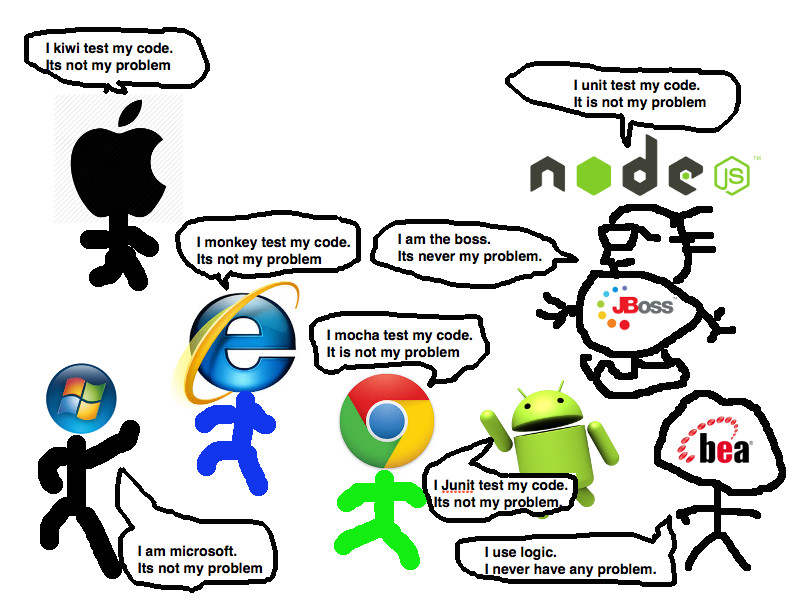 I kiwi test my code.
Its not my problem
I unit test my code.
It is not my problem
node
JS
™
I monkey test my code.
Its not my problem
I am the boss.
Its never my problem.
JBoss™
e
I mocha test my code.
It is not my problem
bea®
I Junit test my code.
Its not my problem.
I am microsoft.
Its not my problem
I use logic.
I never have any problem.